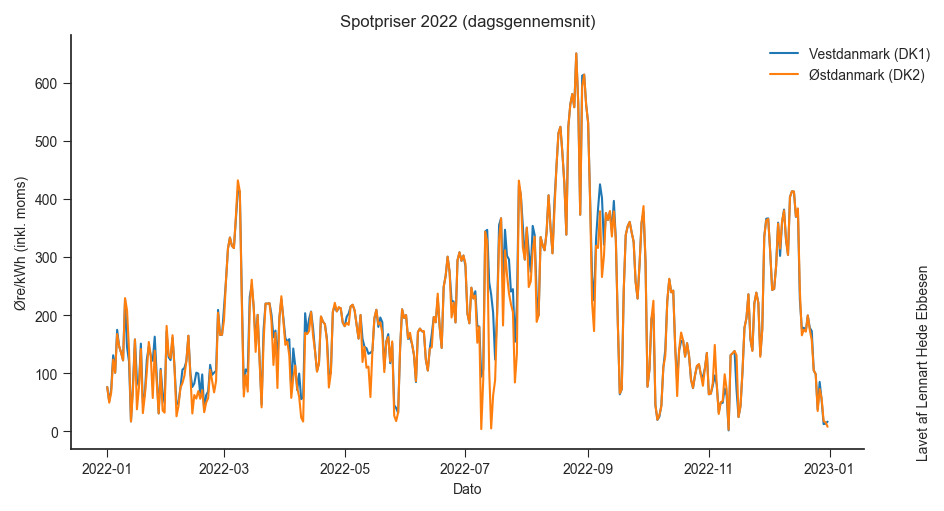 Spotpriser 2022 (dagsgennemsnit)
Vestdanmark (DK1)
Østdanmark (DK2)
Øre/kWh (inkl. moms)
600
500
400
300
200
100
0
2022-01
2022-03
2022-05
2022-07
2022-09
2022-11
2023-01
Dato
Lavet af Lennart Hede Ebbesen